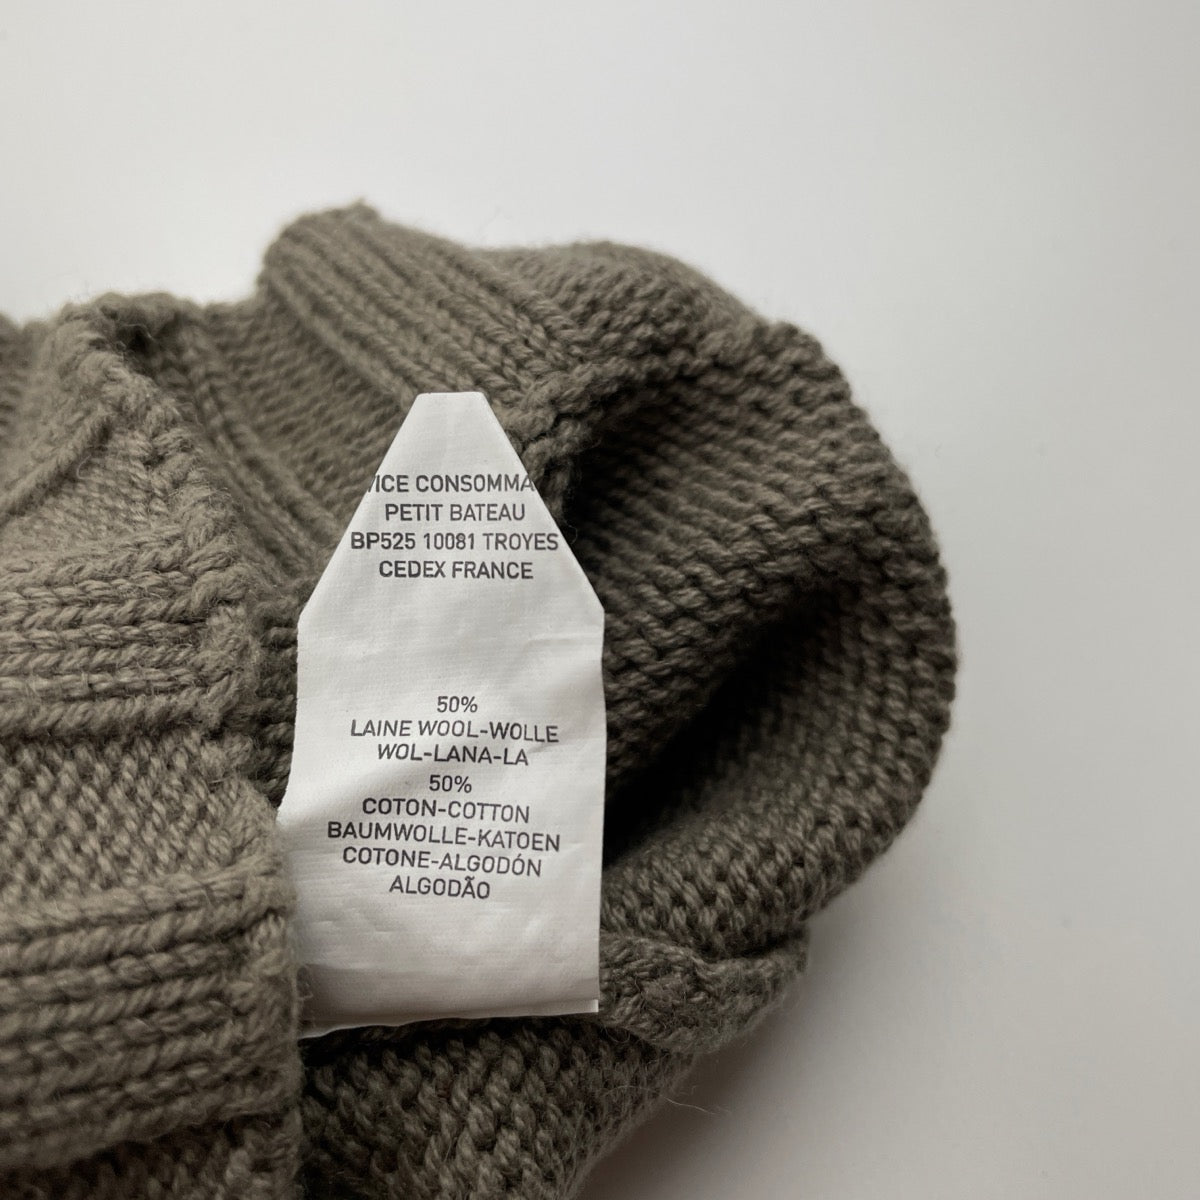 VICE CONSOMMA
PETIT BATEAU
BP525 10081 TROYES
CEDEX FRANCE
50%
LAINE WOOL-WOLLE
WOL-LANA-LA
50%
COTON-COTTON
BAUMWOLLE-KATOEN
COTONE-ALGODÓN
ALGODÃO